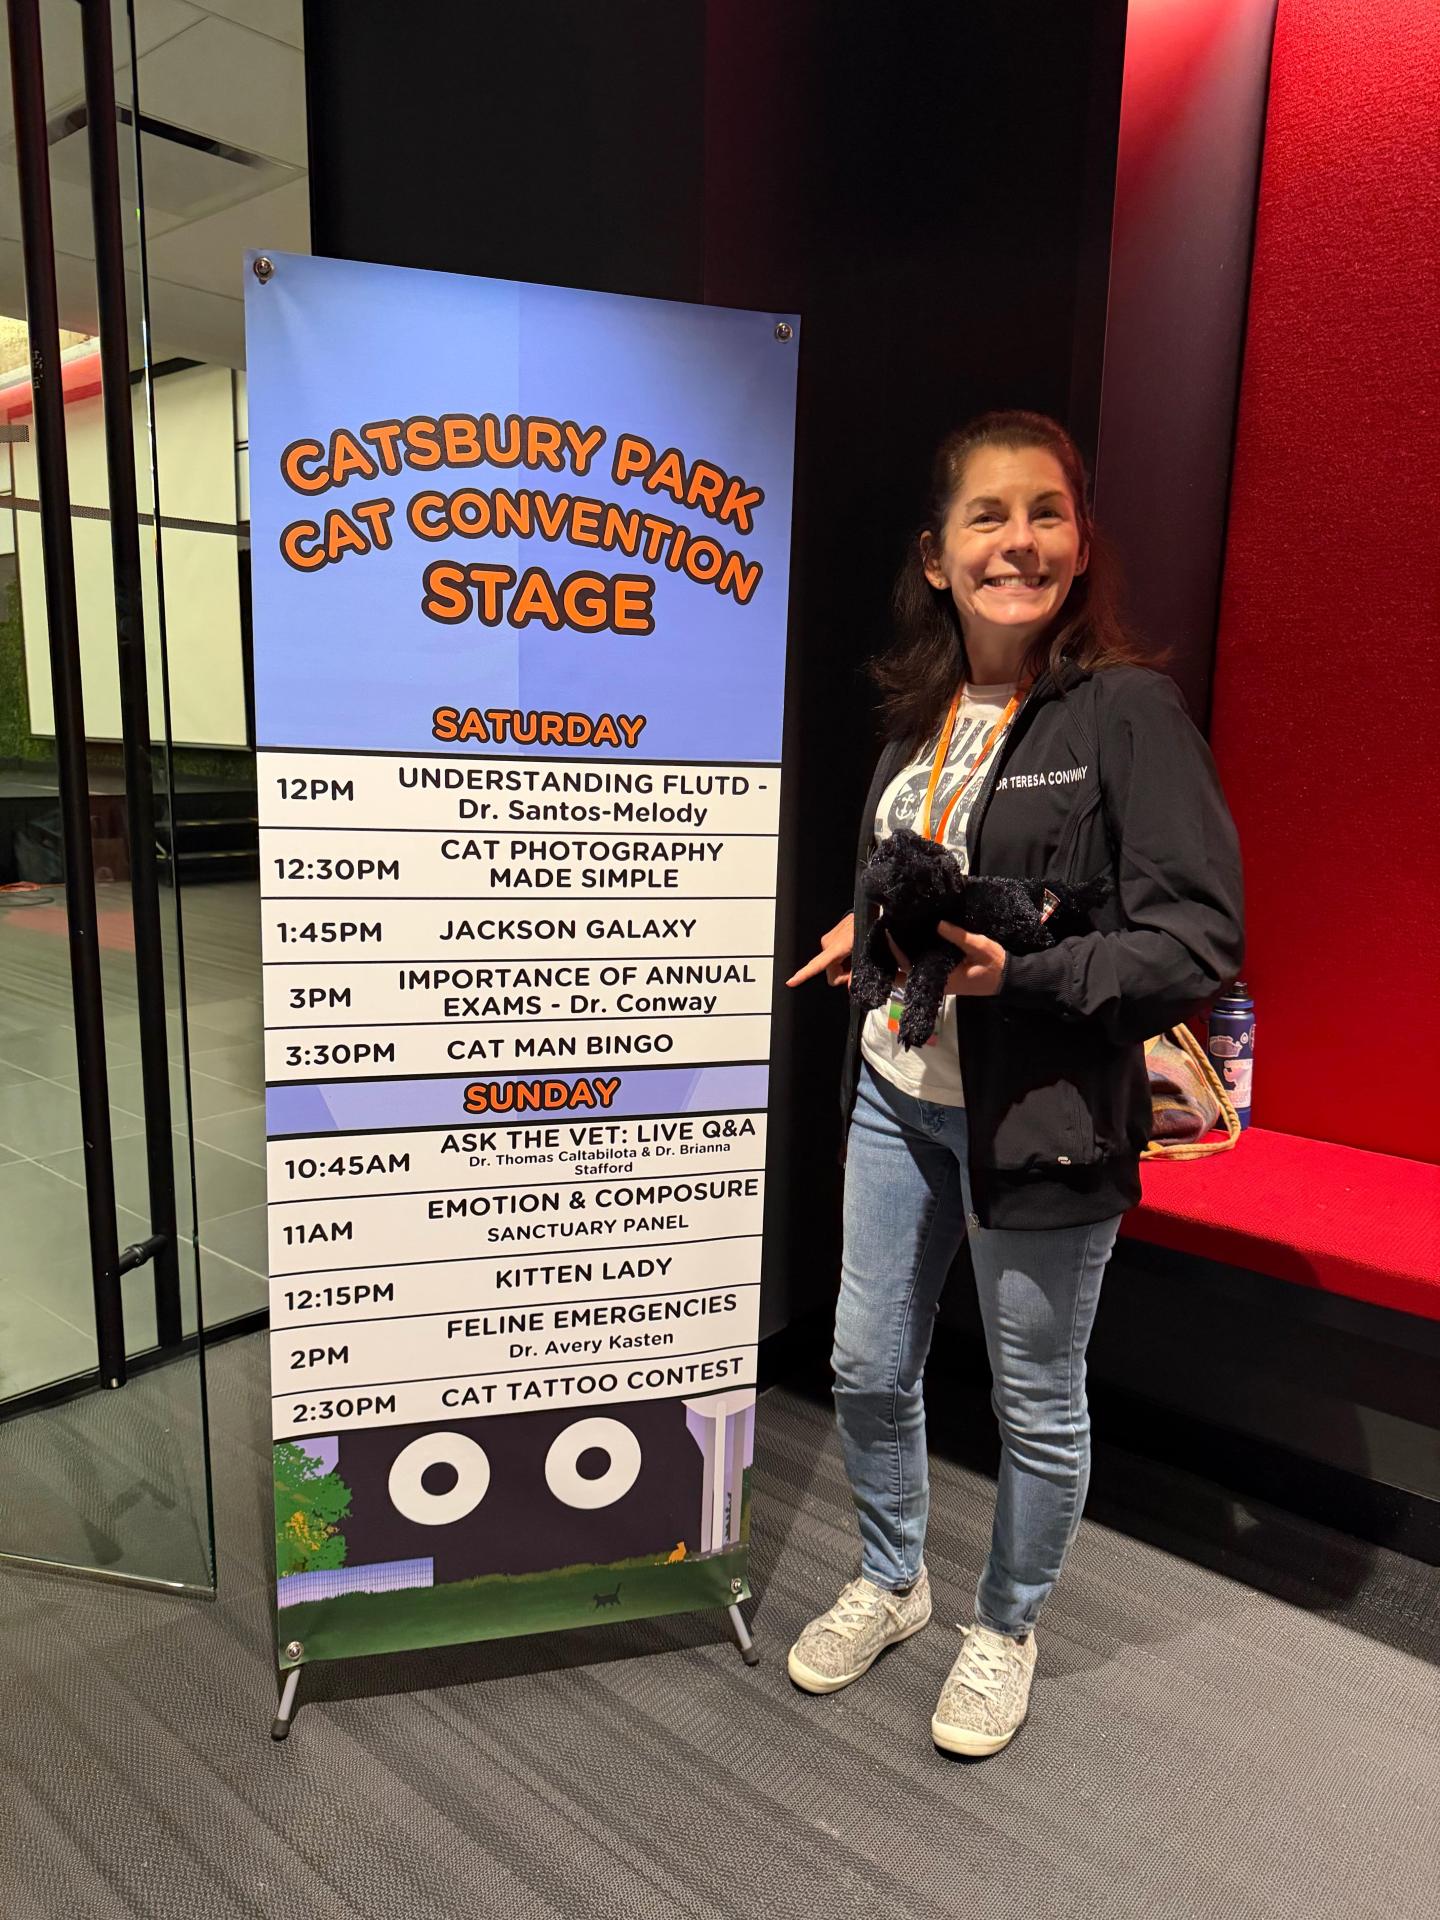 CATSBURY PARK
CAT CONVENTION
STAGE
SATURDAY
12PM UNDERSTANDING FLUTD -
Dr. Santos-Melody
12:30PM CAT PHOTOGRAPHY
MADE SIMPLE
1:45PM JACKSON GALAXY
3PM IMPORTANCE OF ANNUAL
EXAMS - Dr. Conway
3:30PM CAT MAN BINGO
SUNDAY
10:45AM ASK THE VET: LIVE Q&A
Dr. Thomas Caltabilota & Dr. Brianna
Stafford
11AM EMOTION & COMPOSURE
SANCTUARY PANEL
12:15PM KITTEN LADY
2PM FELINE EMERGENCIES
Dr. Avery Kasten
2:30PM CAT TATTOO CONTEST
DR TERESA CONWAY